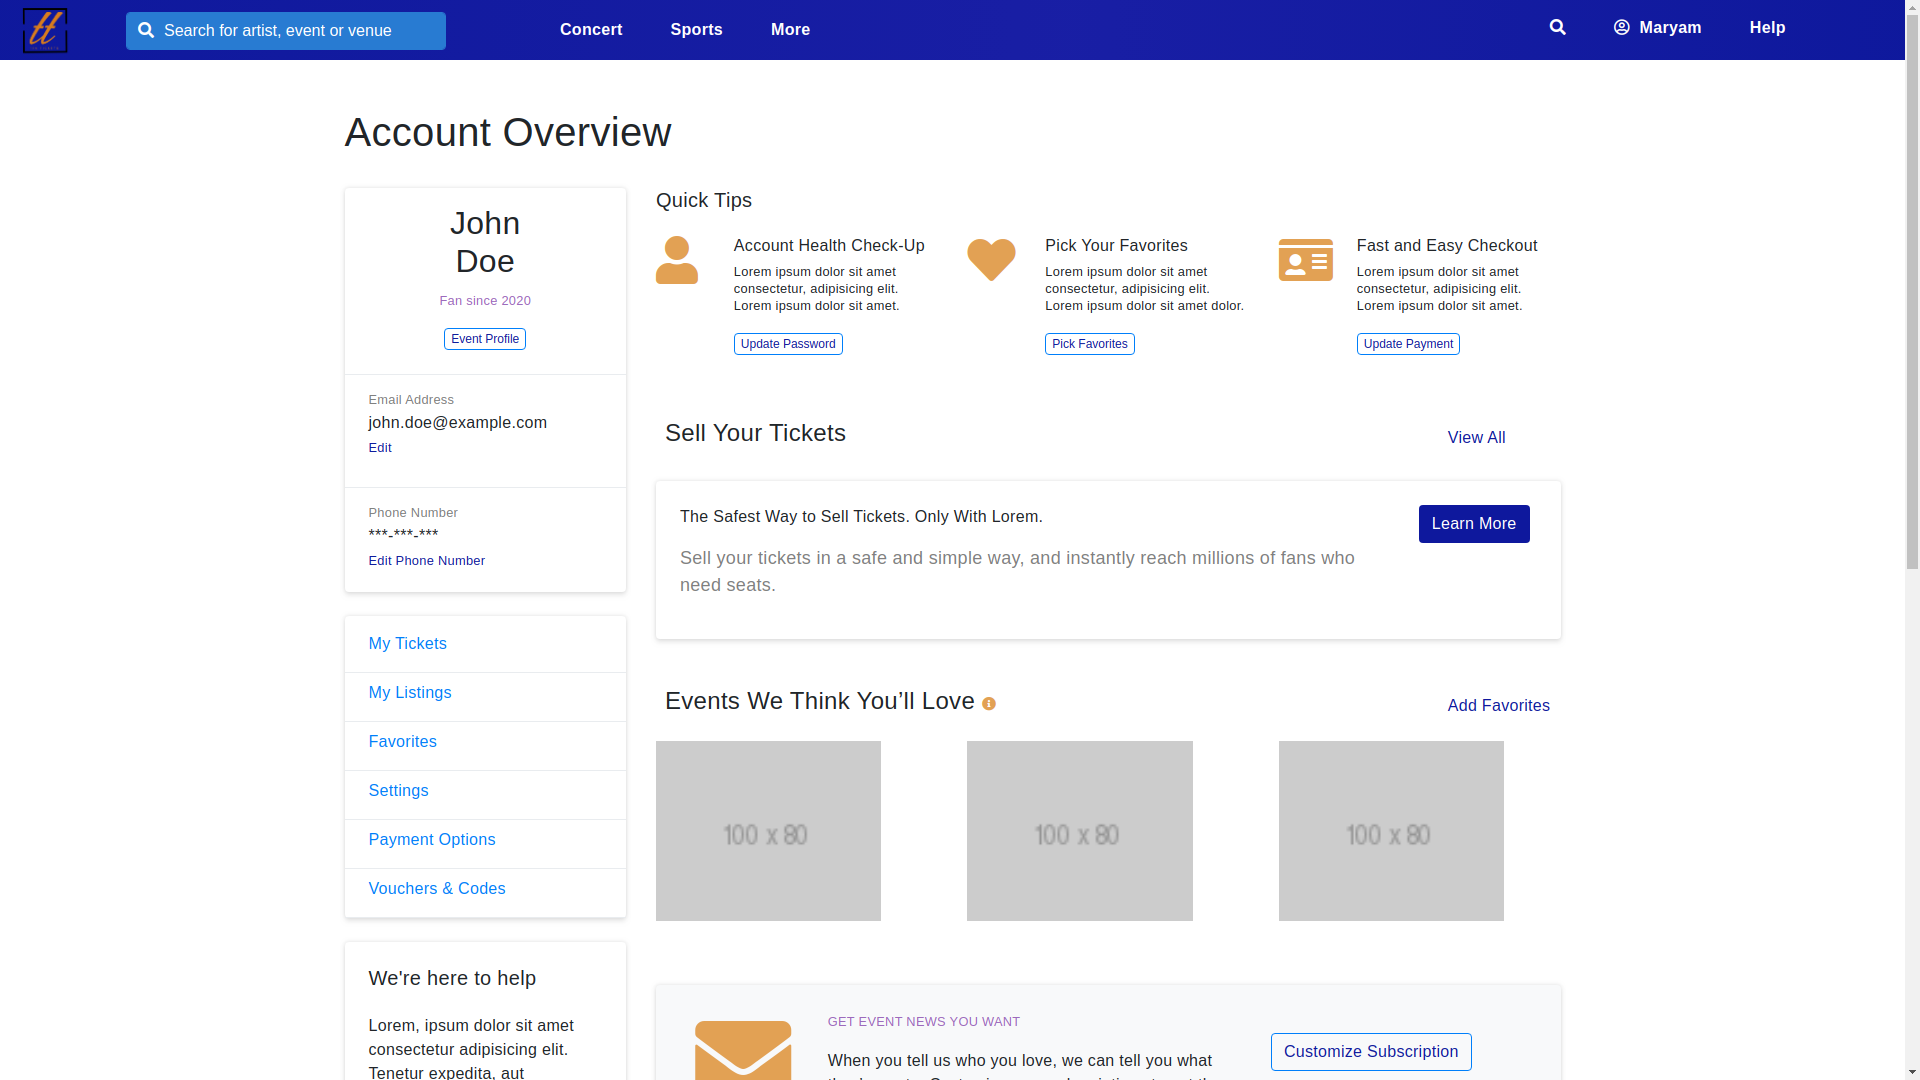 tt
Search for artist, event or venue
Concert
Sports
More
Maryam
Help
Account Overview
John
Doe
Fan since 2020
Event Profile
Email Address
john.doe@example.com
Edit
Phone Number
***-***-***
Edit Phone Number
My Tickets
My Listings
Favorites
Settings
Payment Options
Vouchers & Codes
We're here to help
Lorem, ipsum dolor sit amet
consectetur adipisicing elit.
Tenetur expedita, aut
Quick Tips
Account Health Check-Up
Lorem ipsum dolor sit amet
consectetur, adipisicing elit.
Lorem ipsum dolor sit amet.
Update Password
Pick Your Favorites
Lorem ipsum dolor sit amet
consectetur, adipisicing elit.
Lorem ipsum dolor sit amet dolor.
Pick Favorites
Fast and Easy Checkout
Lorem ipsum dolor sit amet
consectetur, adipisicing elit.
Lorem ipsum dolor sit amet.
Update Payment
Sell Your Tickets
View All
The Safest Way to Sell Tickets. Only With Lorem.
Sell your tickets in a safe and simple way, and instantly reach millions of fans who
need seats.
Learn More
Events We Think You’ll Love
Add Favorites
100 x 80
100 x 80
100 x 80
GET EVENT NEWS YOU WANT
When you tell us who you love, we can tell you what
Customize Subscription